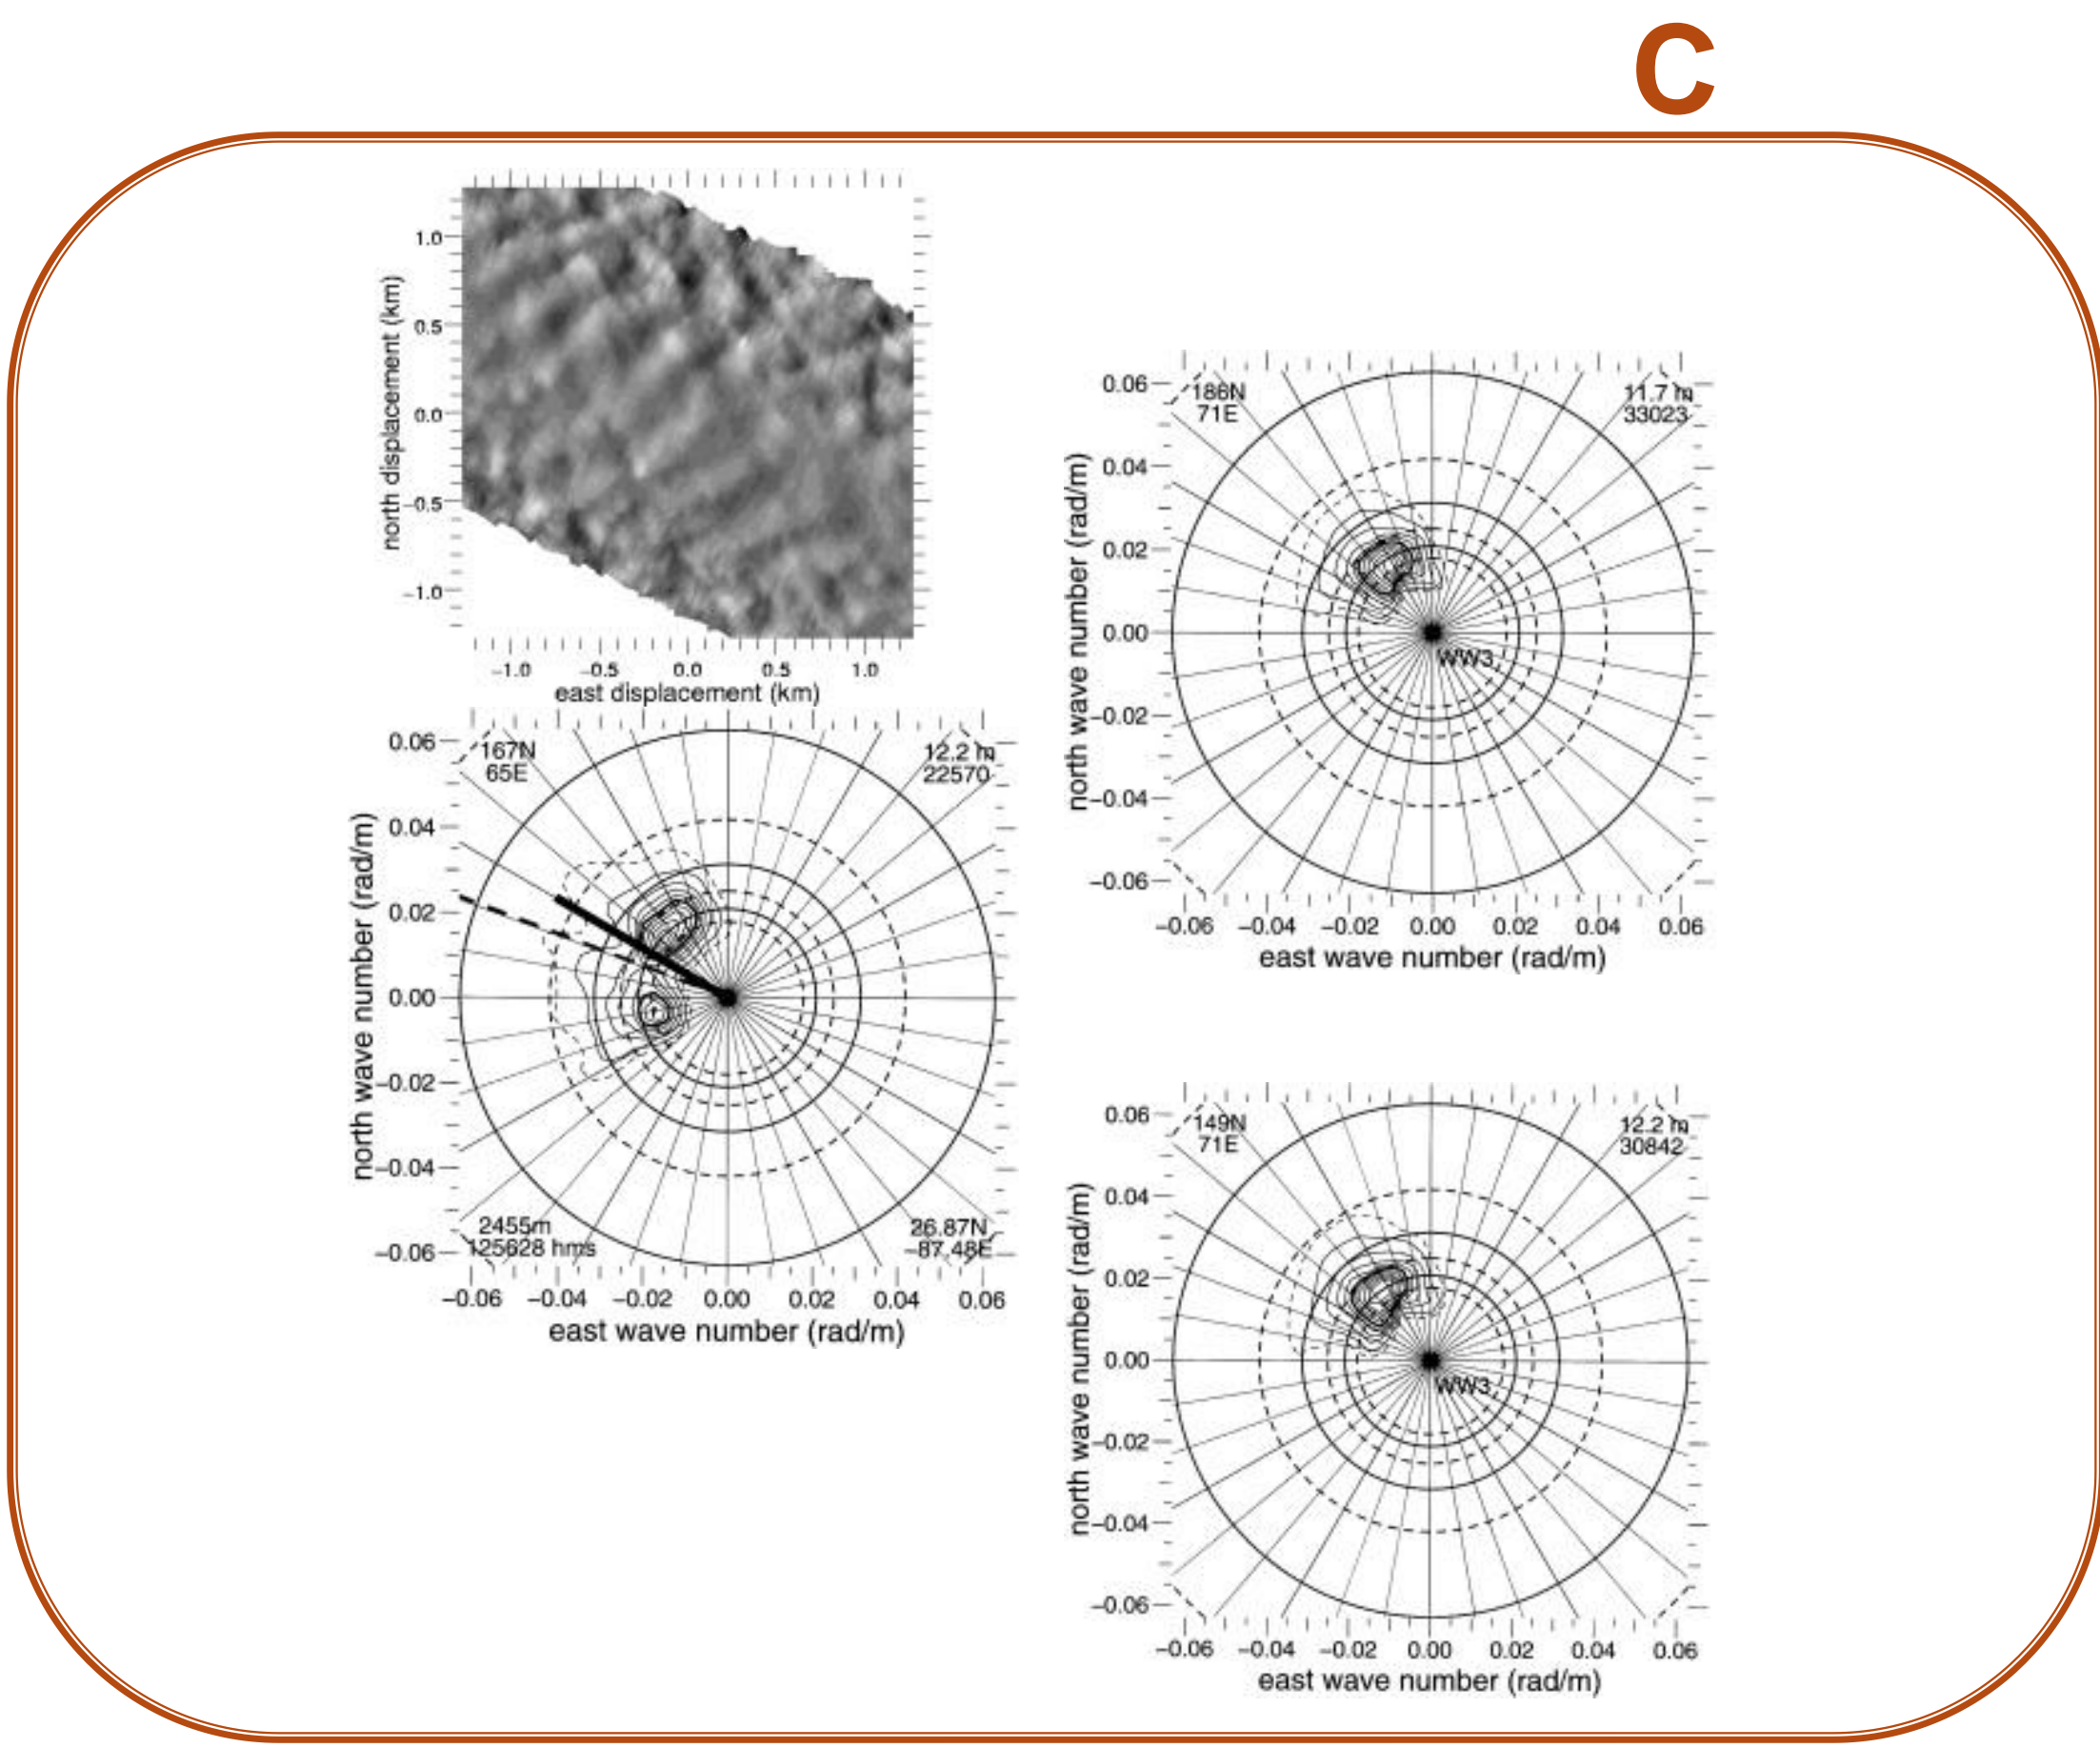 C
1.0
0.5
0.0
−0.5
−1.0
north displacement (km)
−1.0 −0.5 0.0 0.5 1.0
east displacement (km)
167N
65E
12.2 m
22570
0.06
0.04
0.02
0.00
−0.02
−0.04
−0.06
north wave number (rad/m)
2455m
125628 hms
26.87N
−87.48E
−0.06 −0.04 −0.02 0.00 0.02 0.04 0.06
east wave number (rad/m)
186N
71E
11.7 m
33023
0.06
0.04
0.02
0.00
−0.02
−0.04
−0.06
north wave number (rad/m)
WW3
−0.06 −0.04 −0.02 0.00 0.02 0.04 0.06
east wave number (rad/m)
149N
71E
12.2 m
30842
0.06
0.04
0.02
0.00
−0.02
−0.04
−0.06
north wave number (rad/m)
WW3
−0.06 −0.04 −0.02 0.00 0.02 0.04 0.06
east wave number (rad/m)